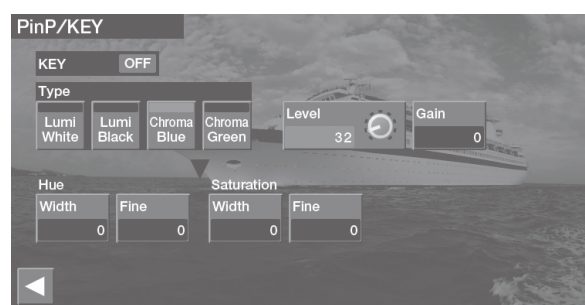 PinP/KEY
KEY OFF
Type
Lumi White
Lumi Black
Chroma Blue
Chroma Green
Level 32
Gain 0
Hue
Width 0
Fine 0
Saturation
Width 0
Fine 0